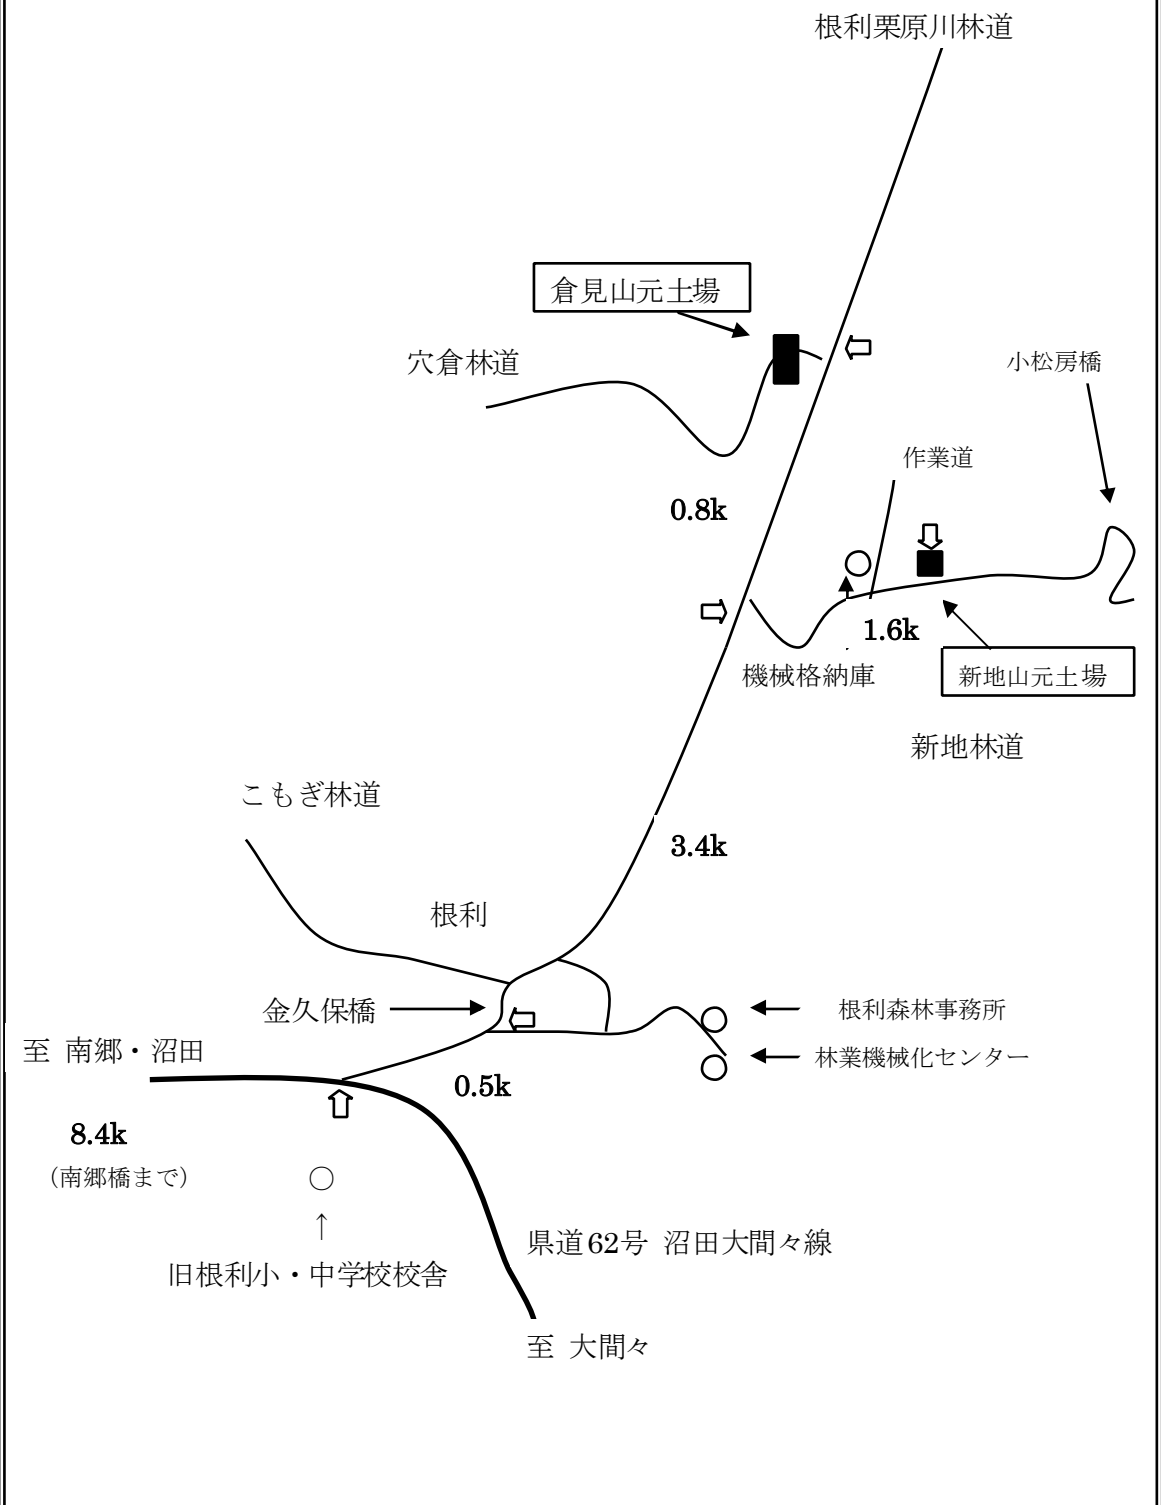 根利栗原川林道
倉見山元土場
穴倉林道
小松房橋
作業道
0.8k
1.6k
機械格納庫
新地山元土場
新地林道
こもぎ林道
3.4k
根利
金久保橋
根利森林事務所
至 南郷・沼田
林業機械化センター
0.5k
8.4k
（南郷橋まで）
○
↑
県道62号 沼田大間々線
旧根利小・中学校校舎
至 大間々